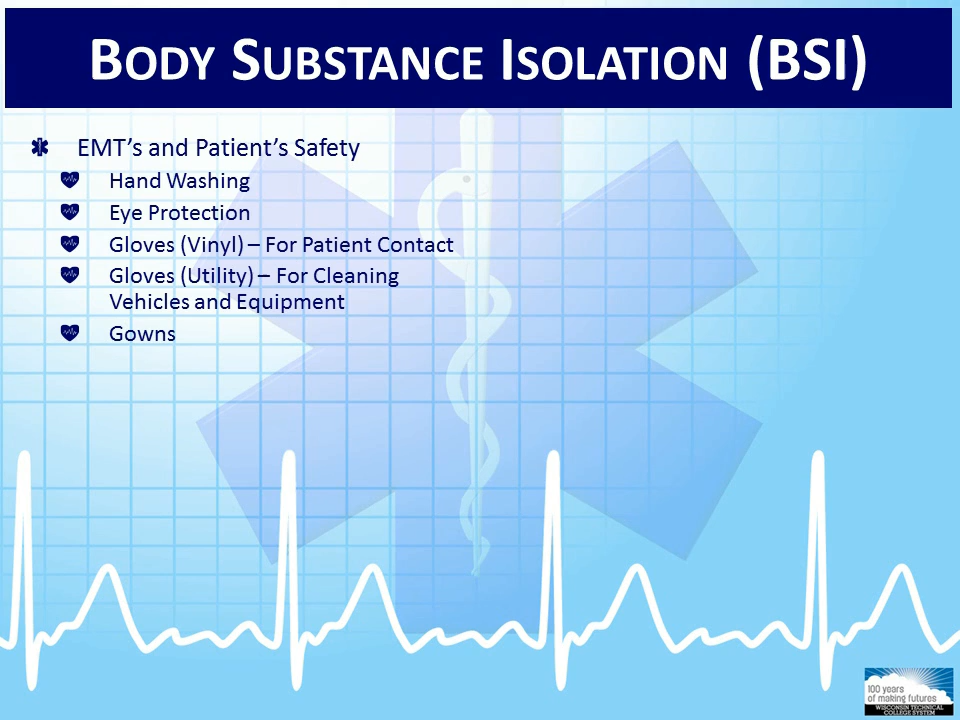 BODY SUBSTANCE ISOLATION (BSI)
EMT’s and Patient’s Safety
Hand Washing
Eye Protection
Gloves (Vinyl) – For Patient Contact
Gloves (Utility) – For Cleaning
Vehicles and Equipment
Gowns
100 years
of making futures
WISCONSIN TECHNICAL
COLLEGE SYSTEM